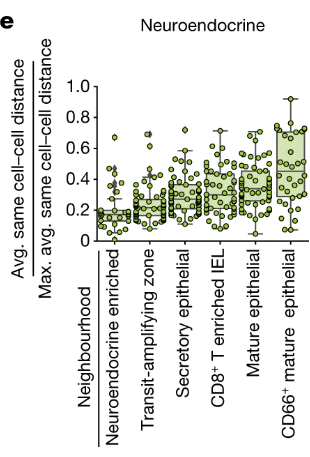 e
Neuroendocrine
Avg. same cell–cell distance
Max. avg. same cell–cell distance
1.0
0.8
0.6
0.4
0.2
0
Neighbourhood
Neuroendocrine enriched
Transit-amplifying zone
Secretory epithelial
CD8⁺ T enriched IEL
Mature epithelial
CD66⁺ mature epithelial